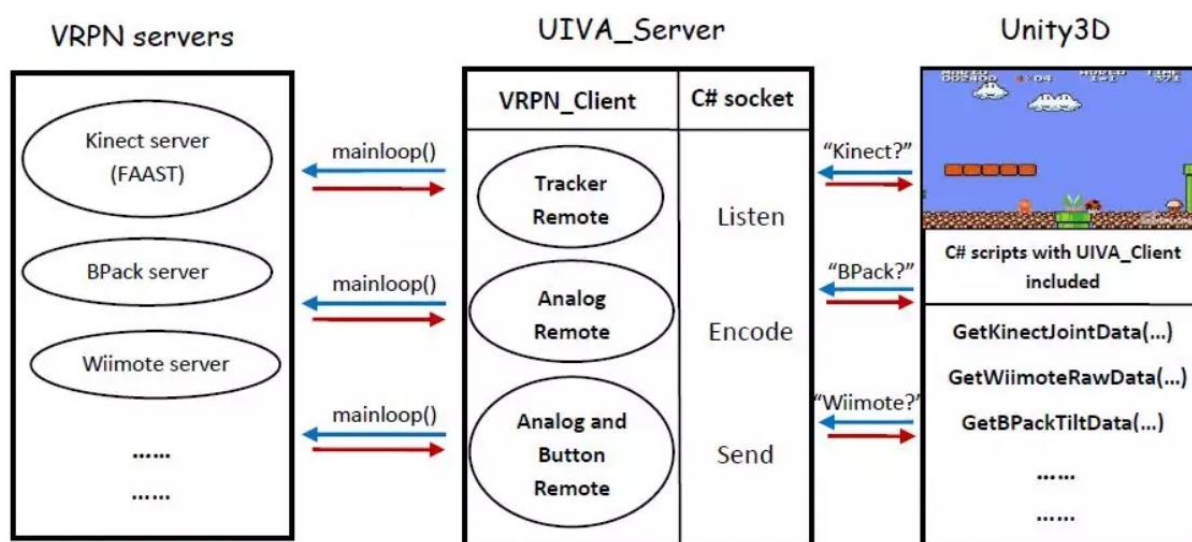 VRPN servers
Kinect server
(FAAST)
BPack server
Wiimote server
......
......
mainloop()
mainloop()
mainloop()
UIVA_Server
VRPN_Client
C# socket
Tracker
Remote
Analog
Remote
Analog and
Button
Remote
Listen
Encode
Send
“Kinect?”
“BPack?”
“Wiimote?”
Unity3D
C# scripts with UIVA_Client
included
GetKinectJointData(...)
GetWiimoteRawData(...)
GetBPackTiltData(...)
......
......